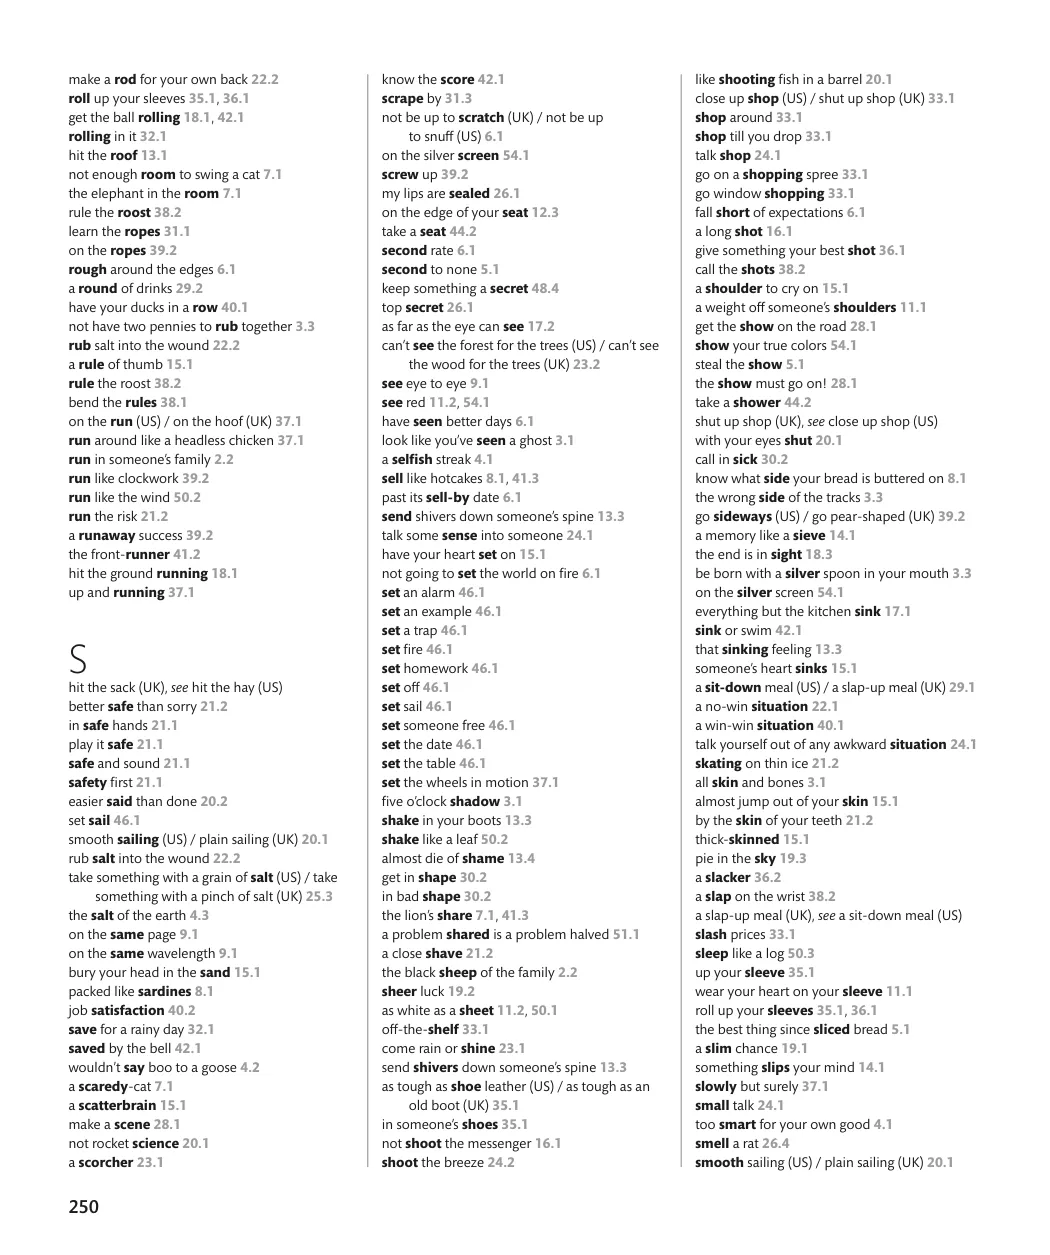 make a rod for your own back 22.2
roll up your sleeves 35.1, 36.1
get the ball rolling 18.1, 42.1
rolling in it 32.1
hit the roof 13.1
not enough room to swing a cat 7.1
the elephant in the room 7.1
rule the roost 38.2
learn the ropes 31.1
on the ropes 39.2
rough around the edges 6.1
a round of drinks 29.2
have your ducks in a row 40.1
not have two pennies to rub together 3.3
rub salt into the wound 22.2
a rule of thumb 15.1
rule the roost 38.2
bend the rules 38.1
on the run (US) / on the hoof (UK) 37.1
run around like a headless chicken 37.1
run in someone's family 2.2
run like clockwork 39.2
run like the wind 50.2
run the risk 21.2
a runaway success 39.2
the front-runner 41.2
hit the ground running 18.1
up and running 37.1
S
hit the sack (UK), see hit the hay (US)
better safe than sorry 21.2
in safe hands 21.1
play it safe 21.1
safe and sound 21.1
safety first 21.1
easier said than done 20.2
set sail 46.1
smooth sailing (US) / plain sailing (UK) 20.1
rub salt into the wound 22.2
take something with a grain of salt (US) / take
something with a pinch of salt (UK) 25.3
the salt of the earth 4.3
on the same page 9.1
on the same wavelength 9.1
bury your head in the sand 15.1
packed like sardines 8.1
job satisfaction 40.2
save for a rainy day 32.1
saved by the bell 42.1
wouldn't say boo to a goose 4.2
a scaredy-cat 7.1
a scatterbrain 15.1
make a scene 28.1
not rocket science 20.1
a scorcher 23.1
know the score 42.1
scrape by 31.3
not be up to scratch (UK) / not be up
to snuff (US) 6.1
on the silver screen 54.1
screw up 39.2
my lips are sealed 26.1
on the edge of your seat 12.3
take a seat 44.2
second rate 6.1
second to none 5.1
keep something a secret 48.4
top secret 26.1
as far as the eye can see 17.2
can't see the forest for the trees (US) / can't see
the wood for the trees (UK) 23.2
see eye to eye 9.1
see red 11.2, 54.1
have seen better days 6.1
look like you've seen a ghost 3.1
a selfish streak 4.1
sell like hotcakes 8.1, 41.3
past its sell-by date 6.1
send shivers down someone's spine 13.3
talk some sense into someone 24.1
have your heart set on 15.1
not going to set the world on fire 6.1
set an alarm 46.1
set an example 46.1
set a trap 46.1
set fire 46.1
set homework 46.1
set off 46.1
set sail 46.1
set someone free 46.1
set the date 46.1
set the table 46.1
set the wheels in motion 37.1
five o'clock shadow 3.1
shake in your boots 13.3
shake like a leaf 50.2
almost die of shame 13.4
get in shape 30.2
in bad shape 30.2
the lion's share 7.1, 41.3
a problem shared is a problem halved 51.1
a close shave 21.2
the black sheep of the family 2.2
sheer luck 19.2
as white as a sheet 11.2, 50.1
off-the-shelf 33.1
come rain or shine 23.1
send shivers down someone's spine 13.3
as tough as shoe leather (US) / as tough as an
old boot (UK) 35.1
in someone's shoes 35.1
not shoot the messenger 16.1
shoot the breeze 24.2
like shooting fish in a barrel 20.1
close up shop (US) / shut up shop (UK) 33.1
shop around 33.1
shop till you drop 33.1
talk shop 24.1
go on a shopping spree 33.1
go window shopping 33.1
fall short of expectations 6.1
a long shot 16.1
give something your best shot 36.1
call the shots 38.2
a shoulder to cry on 15.1
a weight off someone's shoulders 11.1
get the show on the road 28.1
show your true colors 54.1
steal the show 5.1
the show must go on! 28.1
take a shower 44.2
shut up shop (UK), see close up shop (US)
with your eyes shut 20.1
call in sick 30.2
know what side your bread is buttered on 8.1
the wrong side of the tracks 3.3
go sideways (US) / go pear-shaped (UK) 39.2
a memory like a sieve 14.1
the end is in sight 18.3
be born with a silver spoon in your mouth 3.3
on the silver screen 54.1
everything but the kitchen sink 17.1
sink or swim 42.1
that sinking feeling 13.3
someone's heart sinks 15.1
a sit-down meal (US) / a slap-up meal (UK) 29.1
a no-win situation 22.1
a win-win situation 40.1
talk yourself out of any awkward situation 24.1
skating on thin ice 21.2
all skin and bones 3.1
almost jump out of your skin 15.1
by the skin of your teeth 21.2
thick-skinned 15.1
pie in the sky 19.3
a slacker 36.2
a slap on the wrist 38.2
a slap-up meal (UK), see a sit-down meal (US)
slash prices 33.1
sleep like a log 50.3
up your sleeve 35.1
wear your heart on your sleeve 11.1
roll up your sleeves 35.1, 36.1
the best thing since sliced bread 5.1
a slim chance 19.1
something slips your mind 14.1
slowly but surely 37.1
small talk 24.1
too smart for your own good 4.1
smell a rat 26.4
smooth sailing (US) / plain sailing (UK) 20.1
250